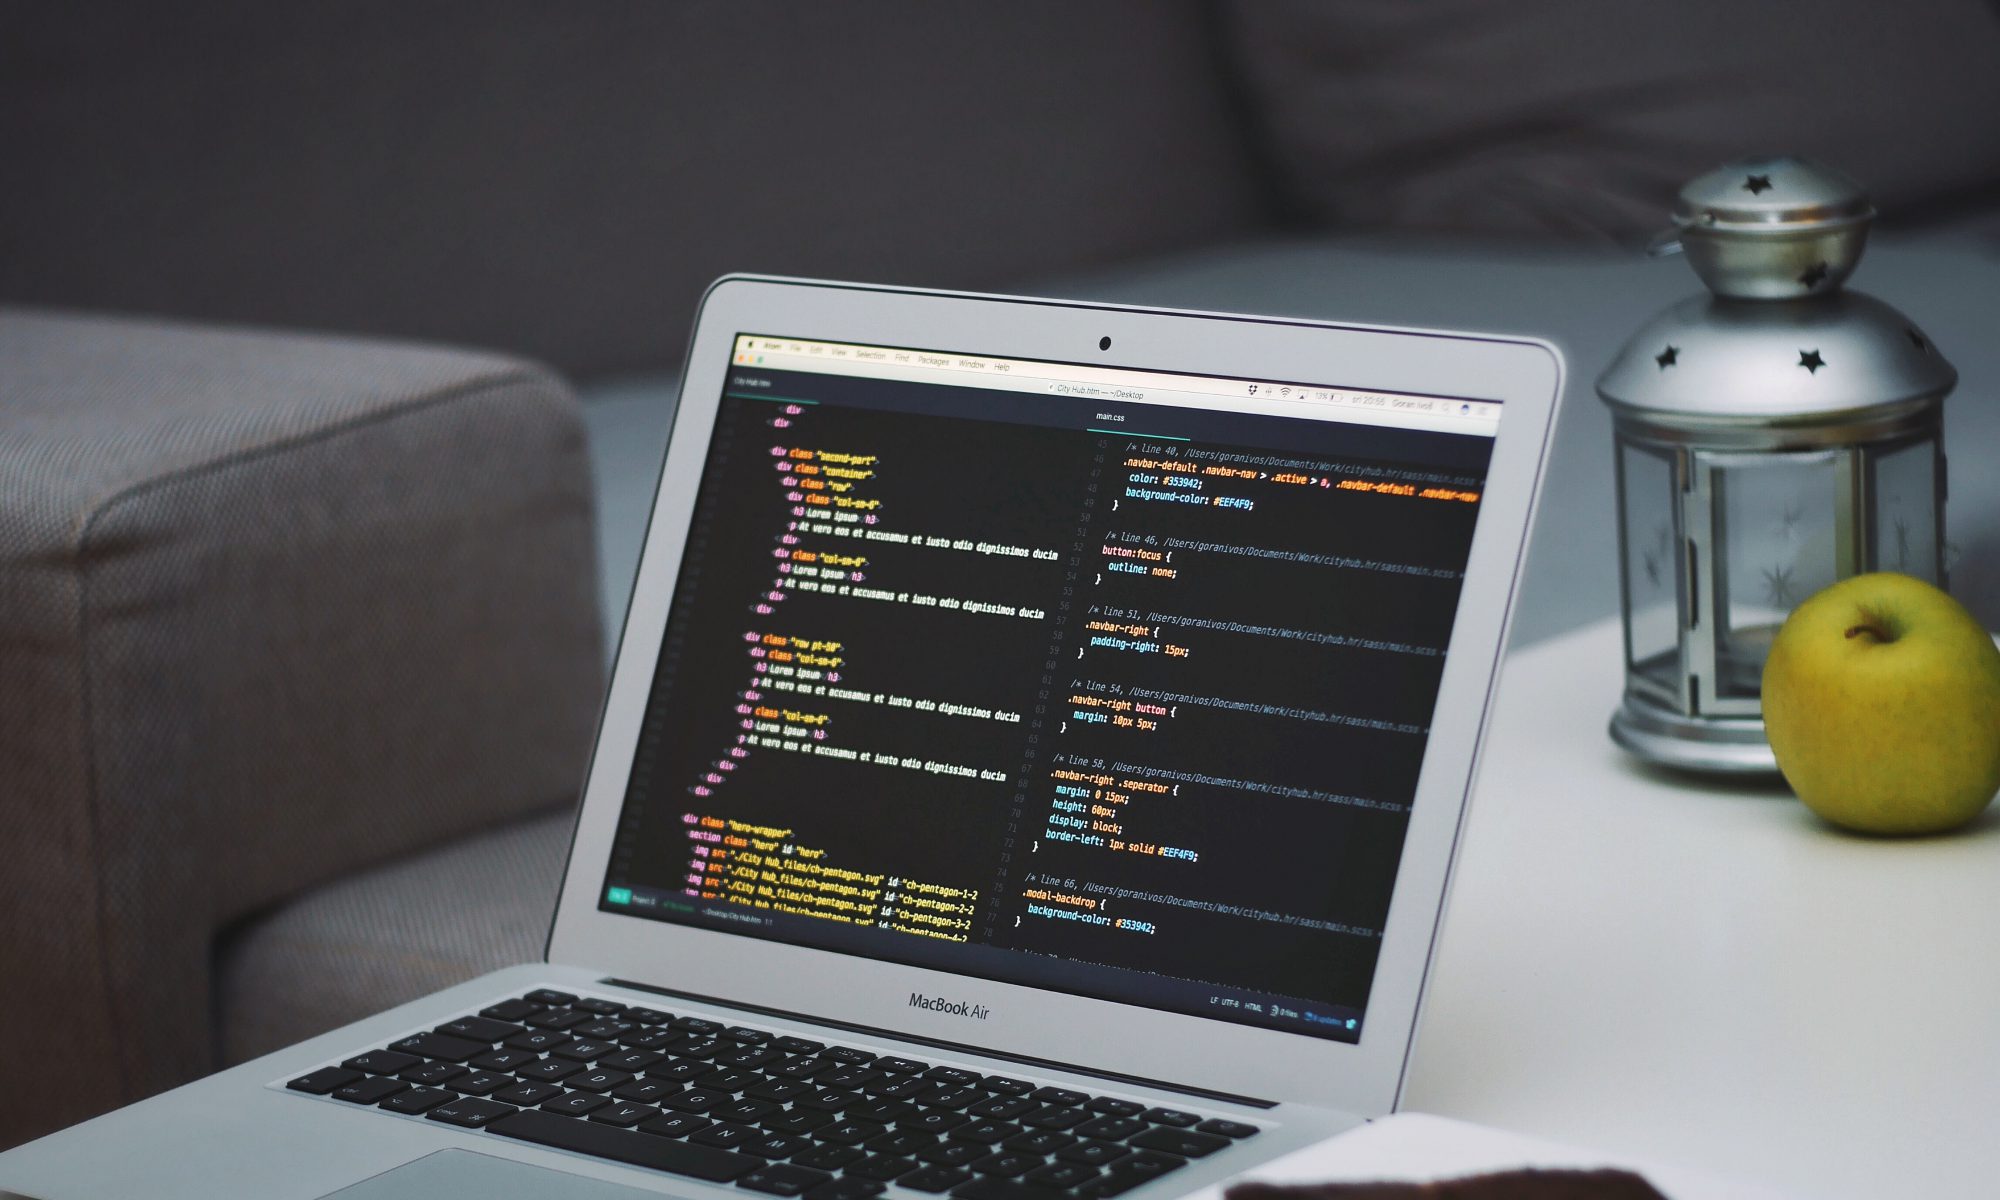 Atom File Edit View Selection Find Packages Window Help
City Hub.htm — ~/Desktop
13% sri 20:55 Goran Ivoš
City Hub.htm
div
div
div class="second-part"
div class="container"
div class="row"
div class="col-sm-6"
h3 Lorem ipsum h3
p At vero eos et accusamus et iusto odio dignissimos ducim
div
div class="col-sm-6"
h3 Lorem ipsum h3
p At vero eos et accusamus et iusto odio dignissimos ducim
div
div
div class="row pt-50"
div class="col-sm-6"
h3 Lorem ipsum h3
p At vero eos et accusamus et iusto odio dignissimos ducim
div
div class="col-sm-6"
h3 Lorem ipsum h3
p At vero eos et accusamus et iusto odio dignissimos ducim
div
div
div
div
div class="hero-wrapper"
section class="hero" id="hero"
img src="./City Hub_files/ch-pentagon.svg" id="ch-pentagon-1-2
img src="./City Hub_files/ch-pentagon.svg" id="ch-pentagon-2-2
img src="./City Hub_files/ch-pentagon.svg" id="ch-pentagon-3-2
img src="./City Hub_files/ch-pentagon.svg" id="ch-pentagon-4-2
main.css
45 /* line 40, /Users/goranivos/Documents/Work/cityhub.hr/sass/main.scss
46 .navbar-default .navbar-nav > .active > a, .navbar-default .navbar-nav
47 color: #353942;
48 background-color: #EEF4F9;
49 }
50
51 /* line 46, /Users/goranivos/Documents/Work/cityhub.hr/sass/main.scss
52 button:focus {
53 outline: none;
54 }
55
56 /* line 51, /Users/goranivos/Documents/Work/cityhub.hr/sass/main.scss
57 .navbar-right {
58 padding-right: 15px;
59 }
60
61 /* line 54, /Users/goranivos/Documents/Work/cityhub.hr/sass/main.scss
62 .navbar-right button {
63 margin: 10px 5px;
64 }
65
66 /* line 58, /Users/goranivos/Documents/Work/cityhub.hr/sass/main.scss
67 .navbar-right .seperator {
68 margin: 0 15px;
69 height: 60px;
70 display: block;
71 border-left: 1px solid #EEF4F9;
72 }
73
74 /* line 66, /Users/goranivos/Documents/Work/cityhub.hr/sass/main.scss
75 .modal-backdrop {
76 background-color: #353942;
77 }
78
Project 0 ~/Desktop/City Hub.htm 1:1
LF UTF-8 HTML 0 files 6 updates
MacBook Air
Q W E R T Y U I O P
A S D F G H J K L
Z X C V B N M